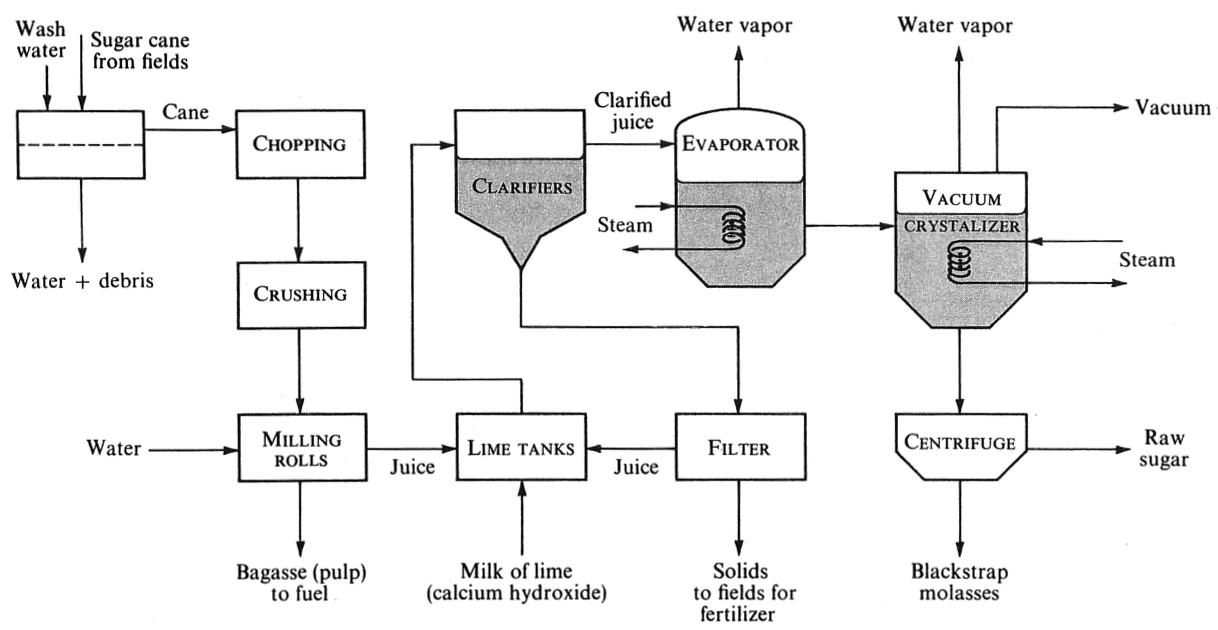 Wash
water
Sugar cane
from fields
Cane
CHOPPING
Water + debris
CRUSHING
Water
MILLING
ROLLS
Juice
Bagasse (pulp)
to fuel
LIME TANKS
Milk of lime
(calcium hydroxide)
CLARIFIERS
Clarified
juice
Juice
FILTER
Solids
to fields for
fertilizer
Water vapor
EVAPORATOR
Steam
Water vapor
Vacuum
VACUUM
CRYSTALIZER
Steam
CENTRIFUGE
Raw
sugar
Blackstrap
molasses